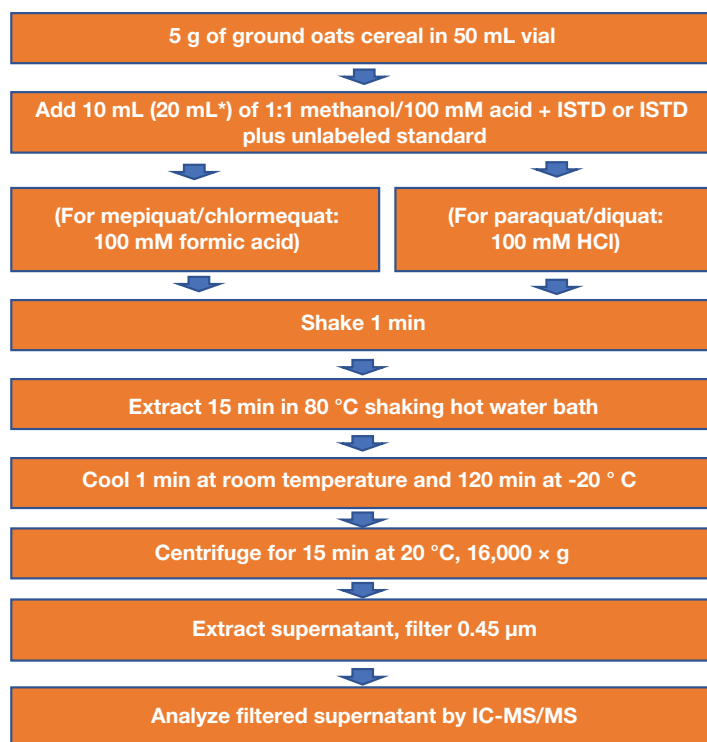 5 g of ground oats cereal in 50 mL vial
Add 10 mL (20 mL*) of 1:1 methanol/100 mM acid + ISTD or ISTD
plus unlabeled standard
(For mepiquat/chlormequat:
100 mM formic acid)
(For paraquat/diquat:
100 mM HCl)
Shake 1 min
Extract 15 min in 80 °C shaking hot water bath
Cool 1 min at room temperature and 120 min at -20 ° C
Centrifuge for 15 min at 20 °C, 16,000 × g
Extract supernatant, filter 0.45 µm
Analyze filtered supernatant by IC-MS/MS